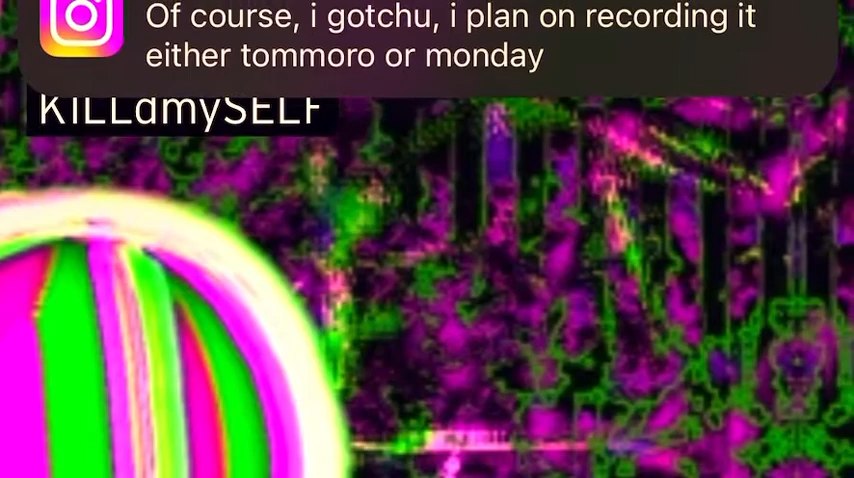 Of course, i gotchu, i plan on recording it
either tommoro or monday
KILLdmySELF